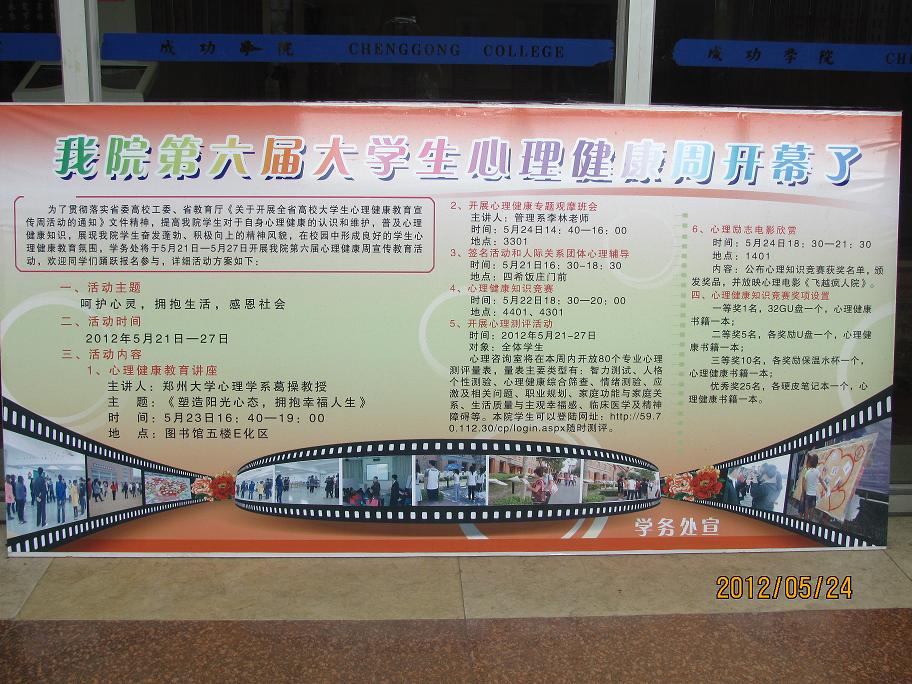 成功学院 CHENGGONG COLLEGE
成功学院 CH
我院第六届大学生心理健康周开幕了
为了贯彻落实省委高校工委、省教育厅《关于开展全省高校大学生心理健康教育宣
传周活动的通知》文件精神，提高我院学生对于自身心理健康的认识和维护，普及心理
健康知识，展现我院学生奋发蓬勃、积极向上的精神风貌，在校园中形成良好的学生心
理健康教育氛围，学务处将于5月21日—5月27日开展我院第六届心理健康周宣传教育活
动，欢迎同学们踊跃报名参与，详细活动方案如下：
一、活动主题
呵护心灵，拥抱生活，感恩社会
二、活动时间
2012年5月21日—27日
三、活动内容
1、心理健康教育讲座
主讲人：郑州大学心理学系葛操教授
主 题：《塑造阳光心态，拥抱幸福人生》
时 间：5月23日16：40—19：00
地 点：图书馆五楼E化区
2、开展心理健康专题观摩班会
主讲人：管理系李林老师
时间：5月24日14：40—16：00
地点：3301
3、签名活动和人际关系团体心理辅导
时间：5月21日16：30-18：30
地点：四希饭庄门前
4、心理健康知识竞赛
时间：5月22日18：30—20：00
地点：4401、4301
5、开展心理测评活动
时间：2012年5月21-27日
对象：全体学生
心理咨询室将在本周内开放80个专业心理
测评量表，量表主要类型有：智力测试、人格
个性测验、心理健康综合筛查、情绪测验、应
激及相关问题、职业规划、家庭功能与家庭关
系、生活质量与主观幸福感、临床医学及精神
障碍等。本院学生可以登陆网址：http://59.7
0.112.30/cp/login.aspx随时测评。
6、心理励志电影欣赏
时间：5月24日18：30—21：30
地点：1401
内容：公布心理知识竞赛获奖名单，颁
发奖品，并放映心理电影《飞越疯人院》。
四、心理健康知识竞赛奖项设置
一等奖1名，32GU盘一个，心理健康
书籍一本；
二等奖5名，各奖励U盘一个，心理健
康书籍一本；
三等奖10名，各奖励保温水杯一个，
心理健康书籍一本；
优秀奖25名，各硬皮笔记本一个，心
理健康书籍一本。
学务处宣
2012/05/24